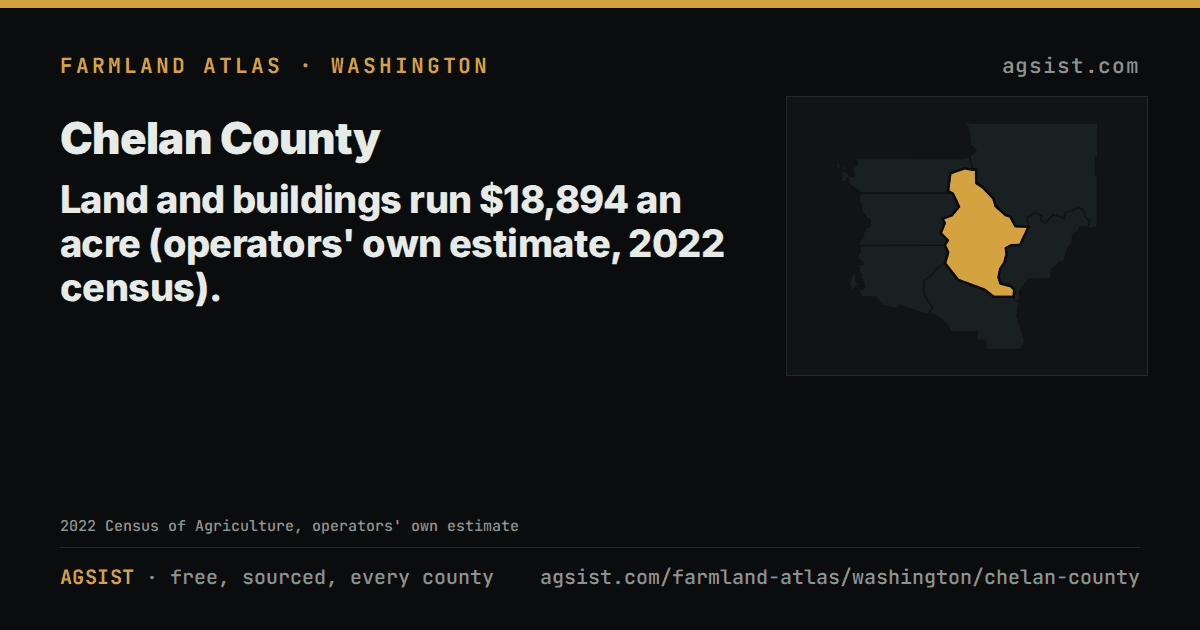 FARMLAND ATLAS · WASHINGTON
agsist.com
Chelan County
Land and buildings run $18,894 an
acre (operators' own estimate, 2022
census).
2022 Census of Agriculture, operators' own estimate
AGSIST · free, sourced, every county
agsist.com/farmland-atlas/washington/chelan-county